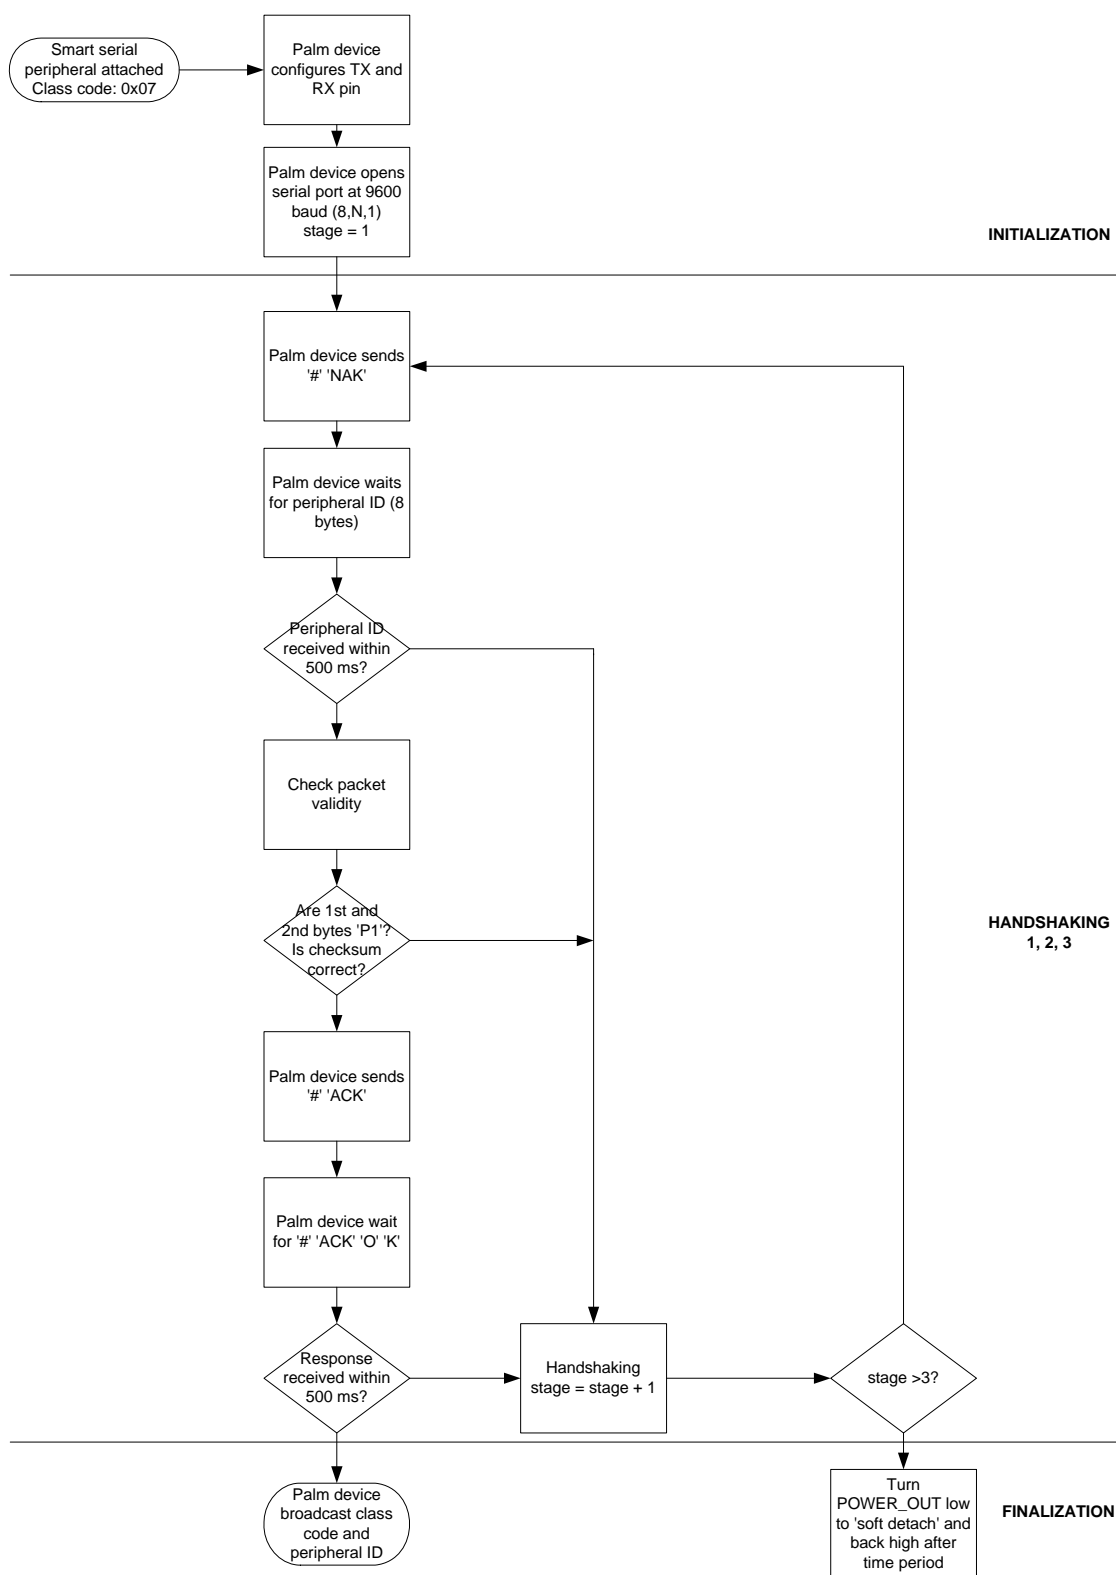 Smart serial
peripheral attached
Class code: 0x07
Palm device
configures TX and
RX pin
Palm device opens
serial port at 9600
baud (8,N,1)
stage = 1
INITIALIZATION
Palm device sends
'#' 'NAK'
Palm device waits
for peripheral ID (8
bytes)
Peripheral ID
received within
500 ms?
Check packet
validity
Are 1st and
2nd bytes 'P1'?
Is checksum
correct?
HANDSHAKING
1, 2, 3
Palm device sends
'#' 'ACK'
Palm device wait
for '#' 'ACK' 'O' 'K'
Response
received within
500 ms?
Handshaking
stage = stage + 1
stage >3?
Palm device
broadcast class
code and
peripheral ID
Turn
POWER_OUT low
to 'soft detach' and
back high after
time period
FINALIZATION